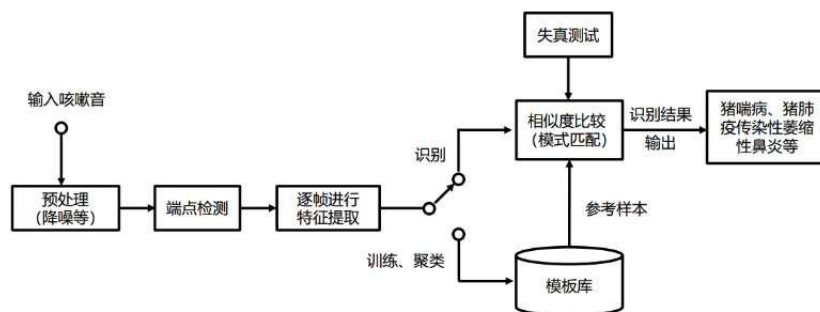 失真测试
输入咳嗽音
相似度比较
（模式匹配）
识别结果
输出
猪喘病、猪肺
疫传染性萎缩
性鼻炎等
识别
预处理
（降噪等）
端点检测
逐帧进行
特征提取
参考样本
训练、聚类
模板库